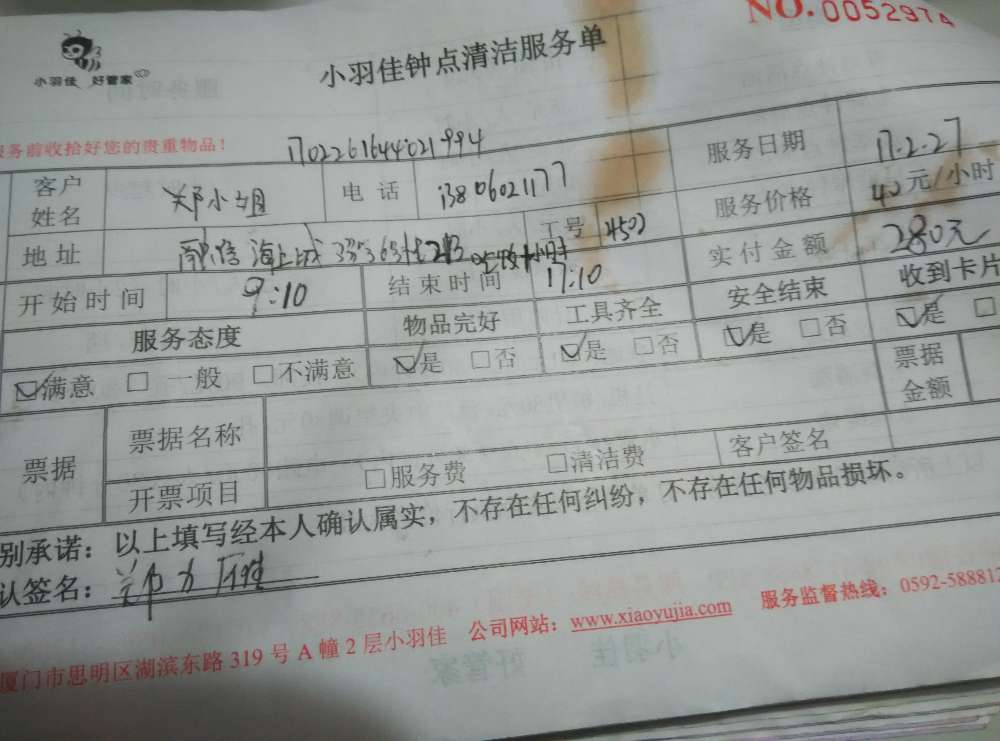 NO.0052974
小羽佳 好管家
小羽佳钟点清洁服务单
服务前收拾好您的贵重物品！
1702261644021994
客户姓名 郑小姐 电话 13806021177 服务日期 17.2.27
服务价格 40元/小时
地址 融信海上城 工号 4502 实付金额 280元
开始时间 9:10 结束时间 17:10 安全结束 收到卡片
服务态度 物品完好 工具齐全 ☑是 □否 ☑是 □
☑满意 □一般 □不满意 ☑是 □否 ☑是 □否 票据金额
票据 票据名称
开票项目 □服务费 □清洁费 客户签名
别承诺：以上填写经本人确认属实，不存在任何纠纷，不存在任何物品损坏。
认签名：
厦门市思明区湖滨东路319号A幢2层小羽佳 公司网站：www.xiaoyujia.com 服务监督热线：0592-588812